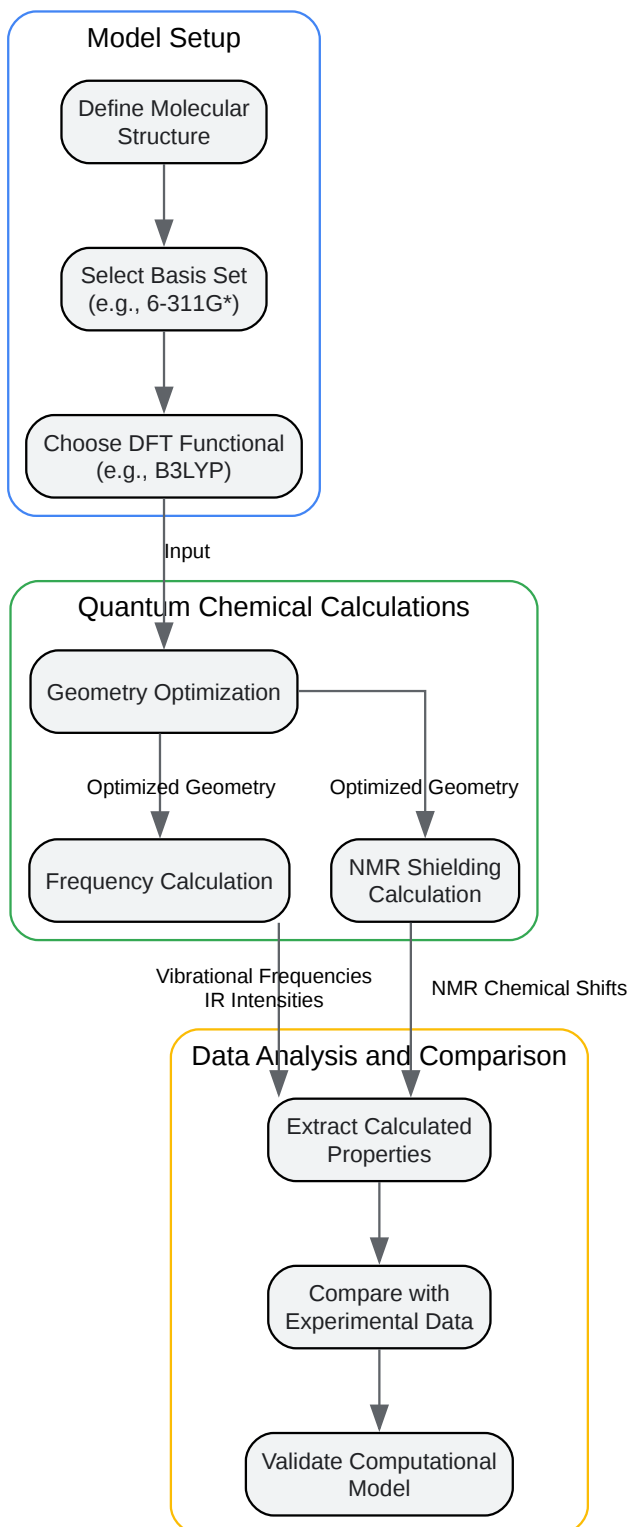 Model Setup
Define Molecular
Structure
Select Basis Set
(e.g., 6-311G*)
Choose DFT Functional
(e.g., B3LYP)
Input
Quantum Chemical Calculations
Geometry Optimization
Optimized Geometry
Optimized Geometry
Frequency Calculation
NMR Shielding
Calculation
Vibrational Frequencies
IR Intensities
NMR Chemical Shifts
Data Analysis and Comparison
Extract Calculated
Properties
Compare with
Experimental Data
Validate Computational
Model